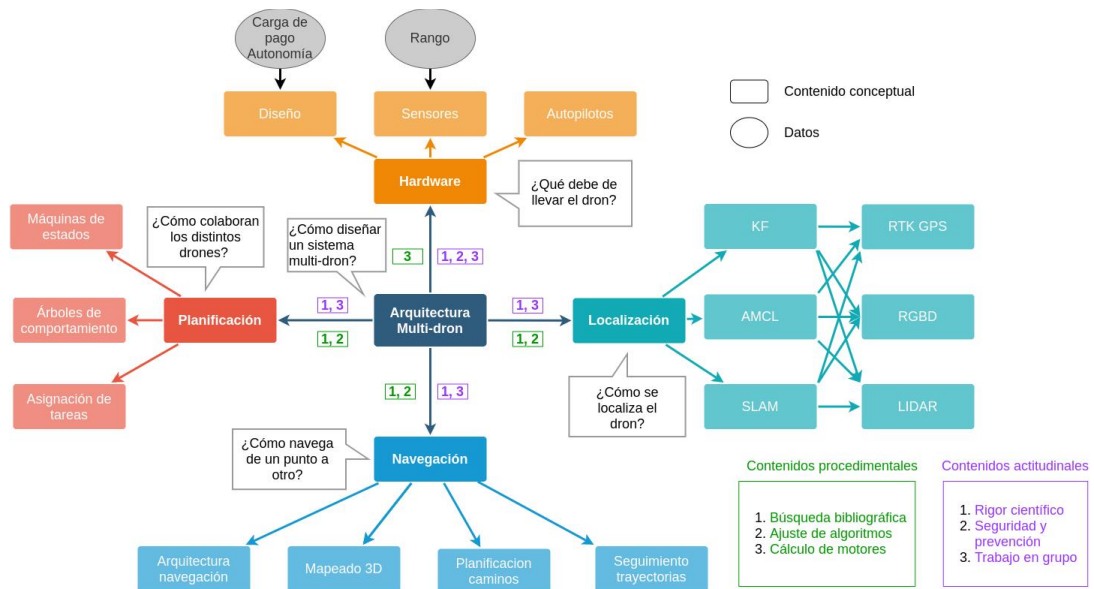 Carga de
pago
Autonomía
Rango
Contenido conceptual
Datos
Diseño
Sensores
Autopilotos
Hardware
¿Qué debe de
llevar el dron?
Máquinas de
estados
¿Cómo colaboran
los distintos
drones?
¿Cómo diseñar
un sistema
multi-dron?
3
1, 2, 3
KF
RTK GPS
Árboles de
comportamiento
Planificación
1, 3
1, 2
Arquitectura
Multi-dron
1, 3
1, 2
Localización
AMCL
RGBD
Asignación de
tareas
1, 2
1, 3
¿Cómo se
localiza el
dron?
SLAM
LIDAR
¿Cómo navega
de un punto a
otro?
Navegación
Arquitectura
navegación
Mapeado 3D
Planificacion
caminos
Seguimiento
trayectorias
Contenidos procedimentales
1. Búsqueda bibliográfica
2. Ajuste de algoritmos
3. Cálculo de motores
Contenidos actitudinales
1. Rigor científico
2. Seguridad y
prevención
3. Trabajo en grupo